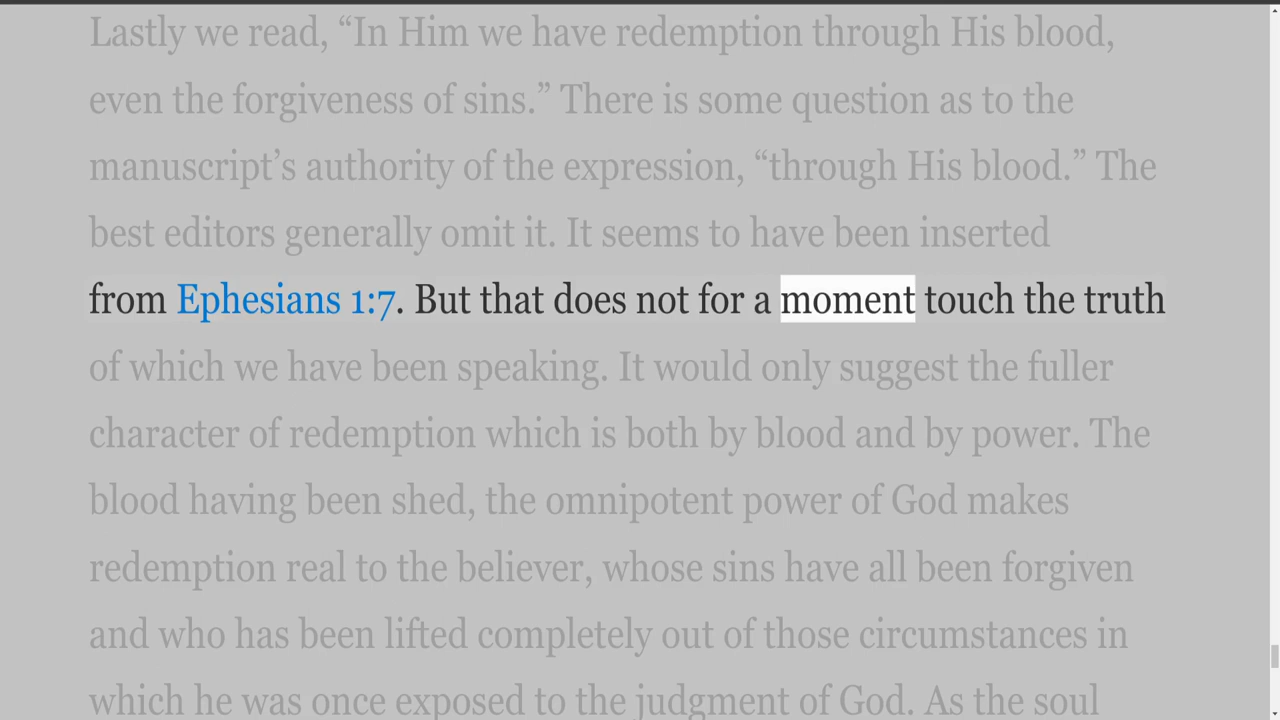 Lastly we read, “In Him we have redemption through His blood,
even the forgiveness of sins.” There is some question as to the
manuscript’s authority of the expression, “through His blood.” The
best editors generally omit it. It seems to have been inserted
from Ephesians 1:7. But that does not for a moment touch the truth
of which we have been speaking. It would only suggest the fuller
character of redemption which is both by blood and by power. The
blood having been shed, the omnipotent power of God makes
redemption real to the believer, whose sins have all been forgiven
and who has been lifted completely out of those circumstances in
which he was once exposed to the judgment of God. As the soul